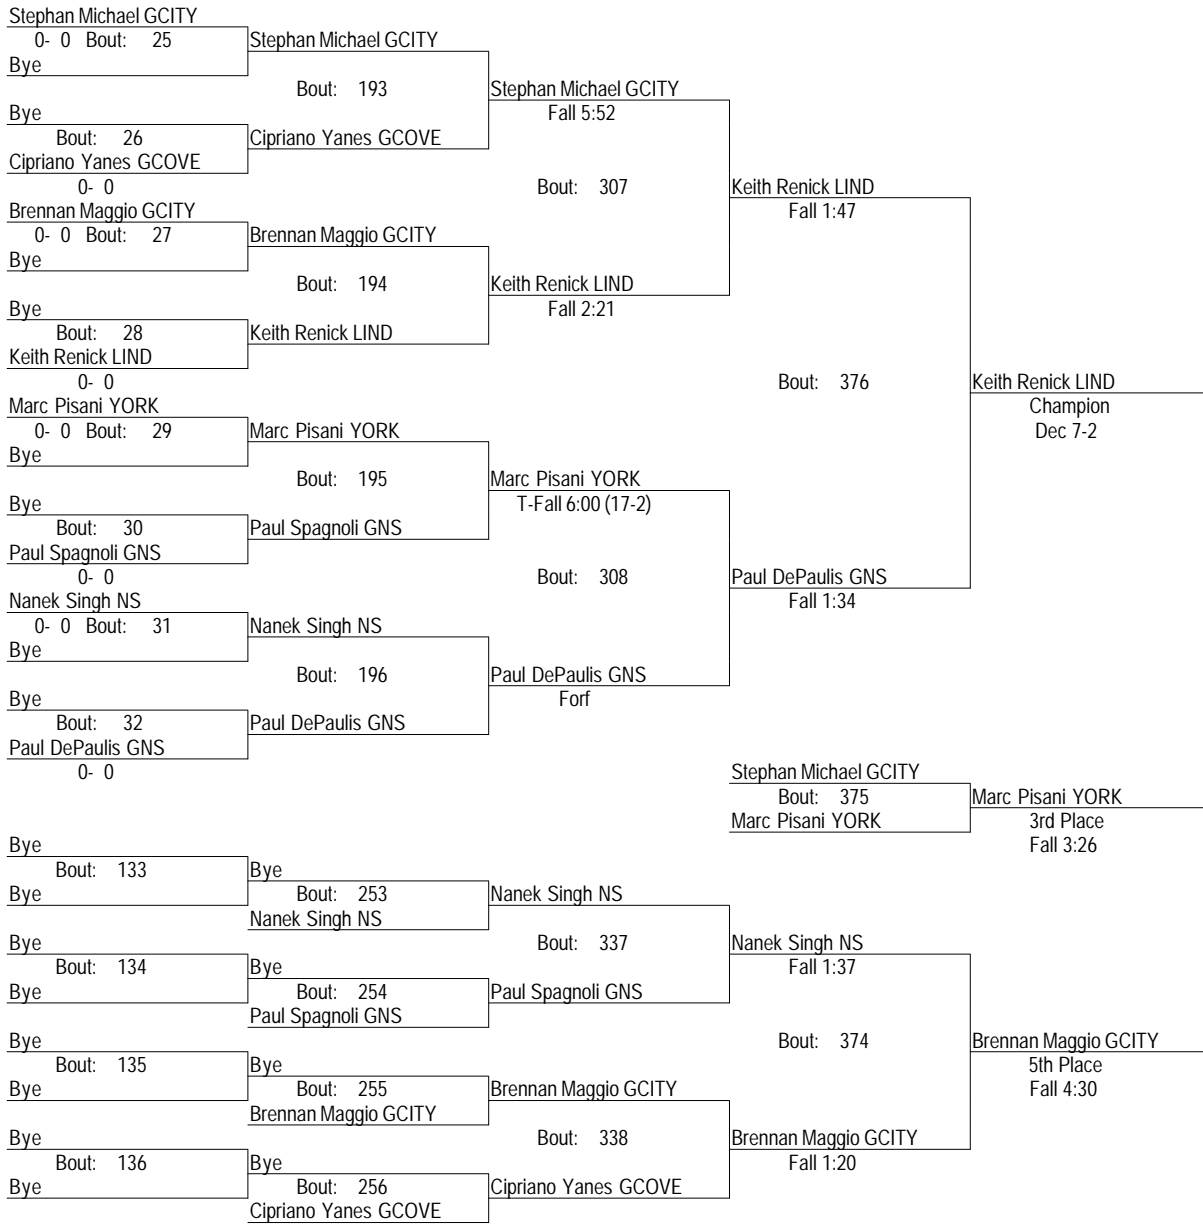 Stephan Michael GCITY
0- 0 Bout: 25
Stephan Michael GCITY
Bye
Bout: 193
Stephan Michael GCITY
Bye
Fall 5:52
Bout: 26
Cipriano Yanes GCOVE
Cipriano Yanes GCOVE
0- 0
Bout: 307
Keith Renick LIND
Brennan Maggio GCITY
Fall 1:47
0- 0 Bout: 27
Brennan Maggio GCITY
Bye
Bout: 194
Keith Renick LIND
Bye
Fall 2:21
Bout: 28
Keith Renick LIND
Keith Renick LIND
0- 0
Bout: 376
Keith Renick LIND
Marc Pisani YORK
Champion
0- 0 Bout: 29
Marc Pisani YORK
Dec 7-2
Bye
Bout: 195
Marc Pisani YORK
Bye
T-Fall 6:00 (17-2)
Bout: 30
Paul Spagnoli GNS
Paul Spagnoli GNS
0- 0
Bout: 308
Paul DePaulis GNS
Nanek Singh NS
Fall 1:34
0- 0 Bout: 31
Nanek Singh NS
Bye
Bout: 196
Paul DePaulis GNS
Bye
Forf
Bout: 32
Paul DePaulis GNS
Paul DePaulis GNS
0- 0
Stephan Michael GCITY
Bout: 375
Marc Pisani YORK
Marc Pisani YORK
3rd Place
Fall 3:26
Bye
Bout: 133
Bye
Bye
Bout: 253
Nanek Singh NS
Nanek Singh NS
Bye
Bout: 337
Nanek Singh NS
Bout: 134
Bye
Fall 1:37
Bye
Bout: 254
Paul Spagnoli GNS
Paul Spagnoli GNS
Bye
Bout: 374
Brennan Maggio GCITY
Bout: 135
Bye
5th Place
Bye
Bout: 255
Brennan Maggio GCITY
Fall 4:30
Brennan Maggio GCITY
Bye
Bout: 338
Brennan Maggio GCITY
Bout: 136
Bye
Fall 1:20
Bye
Bout: 256
Cipriano Yanes GCOVE
Cipriano Yanes GCOVE